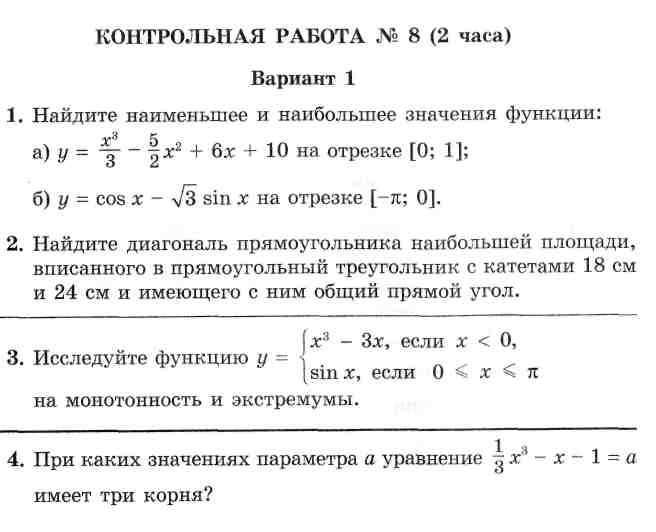 КОНТРОЛЬНАЯ РАБОТА № 8 (2 часа)
Вариант 1
1. Найдите наименьшее и наибольшее значения функции:
а) y = x³/3 − 5/2 x² + 6x + 10 на отрезке [0; 1];
б) y = cos x − √3 sin x на отрезке [−π; 0].
2. Найдите диагональ прямоугольника наибольшей площади,
вписанного в прямоугольный треугольник с катетами 18 см
и 24 см и имеющего с ним общий прямой угол.
3. Исследуйте функцию y = { x³ − 3x, если x < 0,
sin x, если 0 ⩽ x ⩽ π
на монотонность и экстремумы.
4. При каких значениях параметра a уравнение 1/3 x³ − x − 1 = a
имеет три корня?